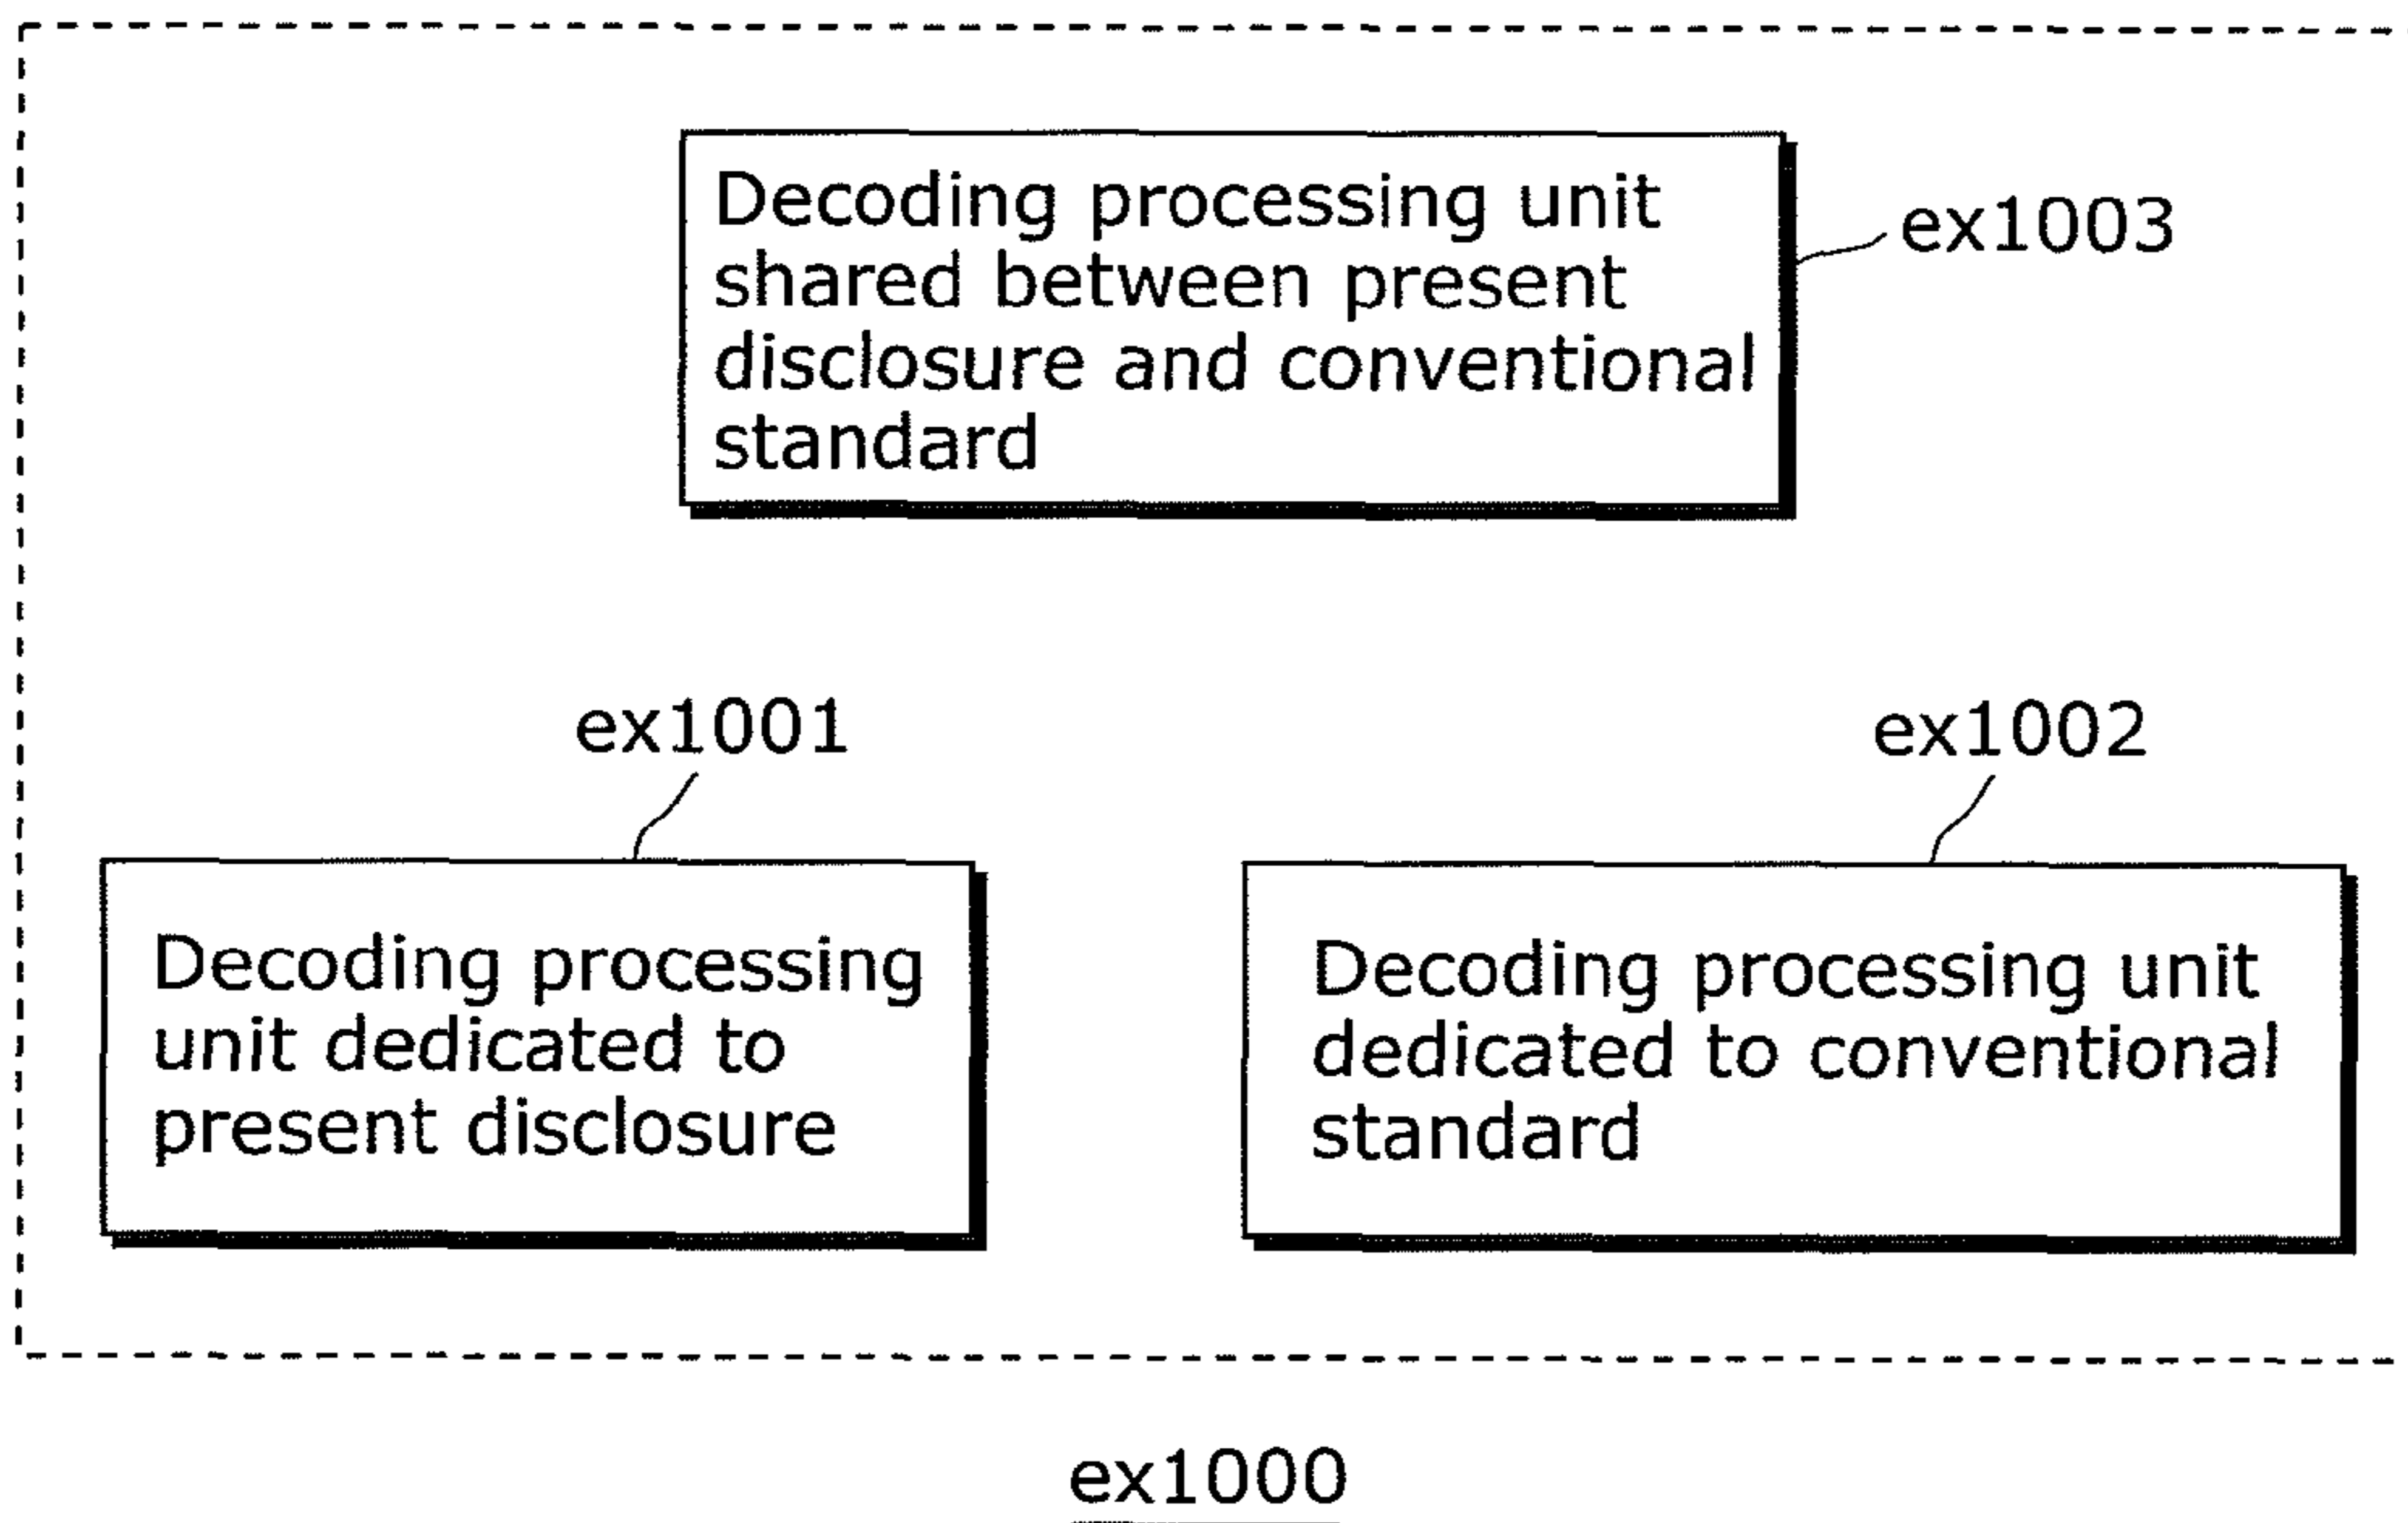 Decoding processing unit
shared between present
disclosure and conventional
standard
ex1003
ex1001
ex1002
Decoding processing
unit dedicated to
present disclosure
Decoding processing unit
dedicated to conventional
standard
ex1000